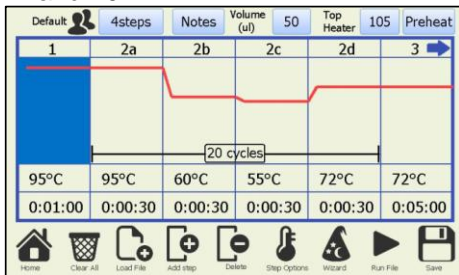 Default 4steps Notes Volume (ul) 50 Top Heater 105 Preheat
1 2a 2b 2c 2d 3
20 cycles
95°C 95°C 60°C 55°C 72°C 72°C
0:01:00 0:00:30 0:00:30 0:00:30 0:00:30 0:05:00
Home Clear All Load File Add step Delete Step Options Wizard Run File Save